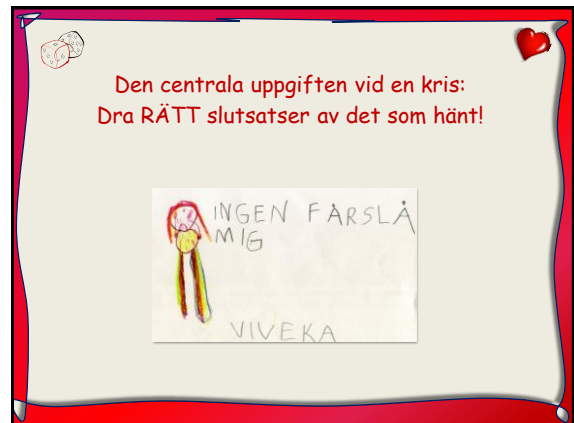 Den centrala uppgiften vid en kris:
Dra RÄTT slutsatser av det som hänt!
INGEN FÅRSLÅ
MIG
VIVEKA